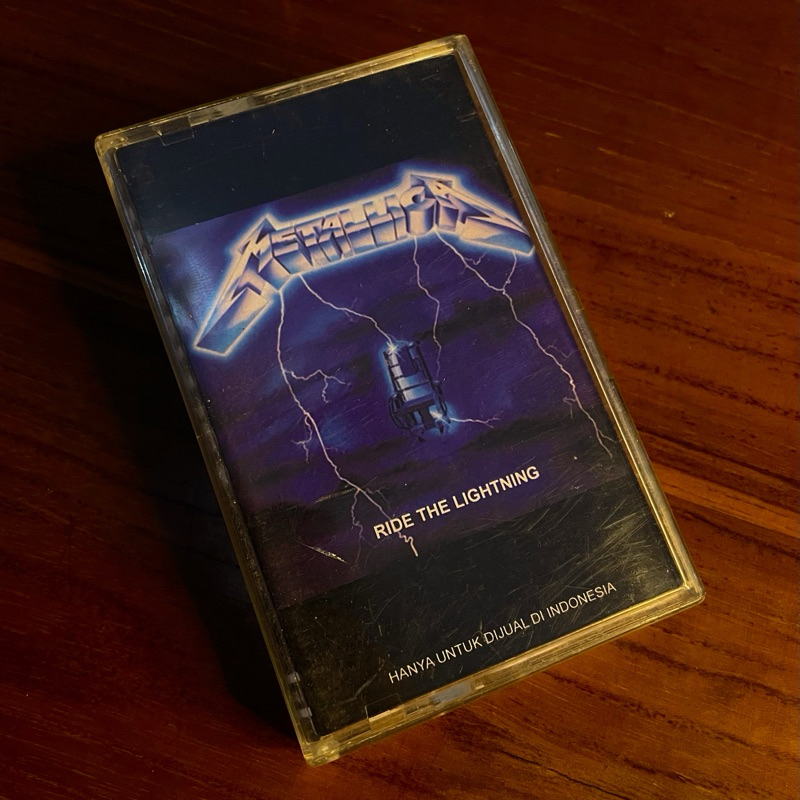 METALLICA
RIDE THE LIGHTNING
HANYA UNTUK DIJUAL DI INDONESIA